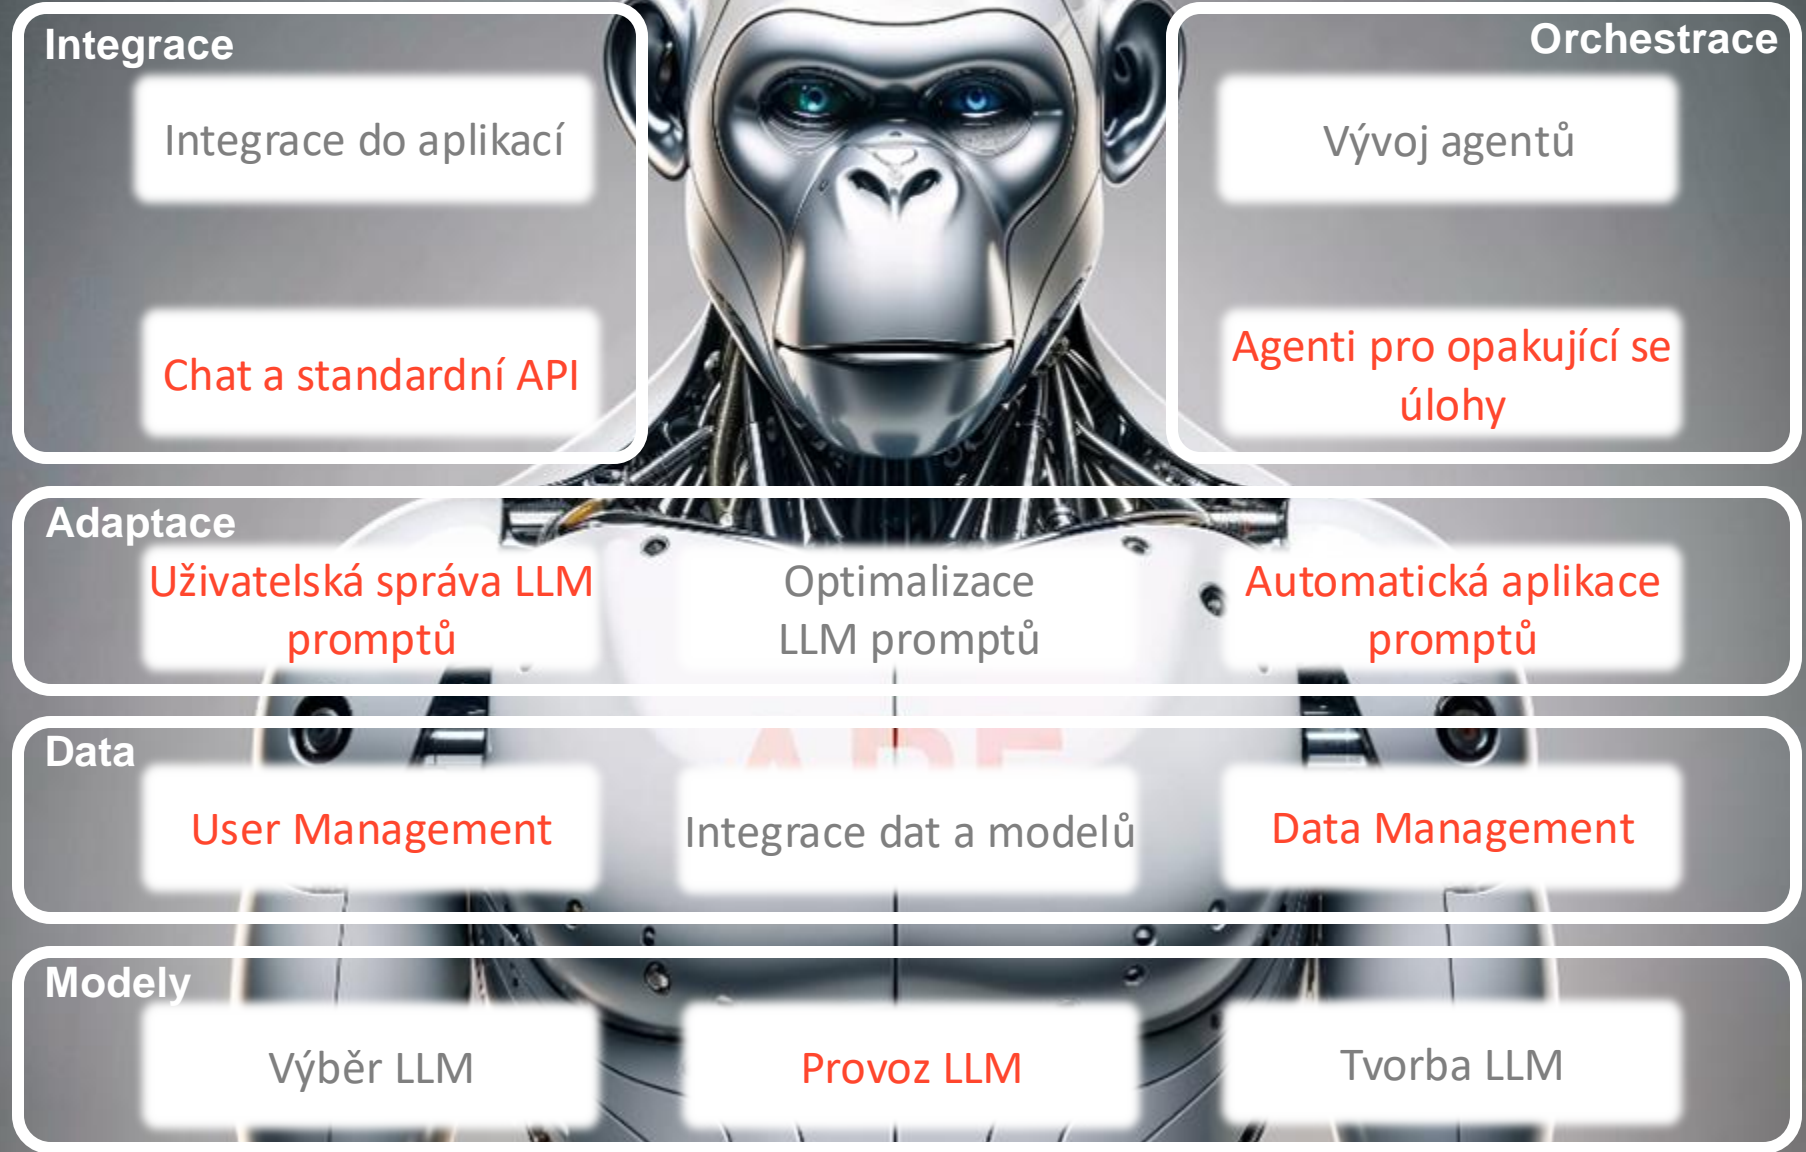 Integrace
Integrace do aplikací
Chat a standardní API
Orchestrace
Vývoj agentů
Agenti pro opakující se
úlohy
Adaptace
Uživatelská správa LLM
promptů
Optimalizace
LLM promptů
Automatická aplikace
promptů
Data
User Management
Integrace dat a modelů
Data Management
Modely
Výběr LLM
Provoz LLM
Tvorba LLM